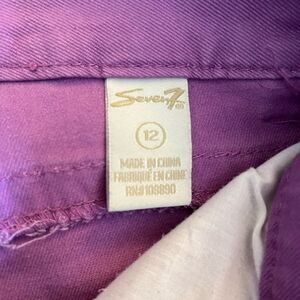 Seven7
12
MADE IN CHINA
FABRIQUÉ EN CHINE
RN# 108890